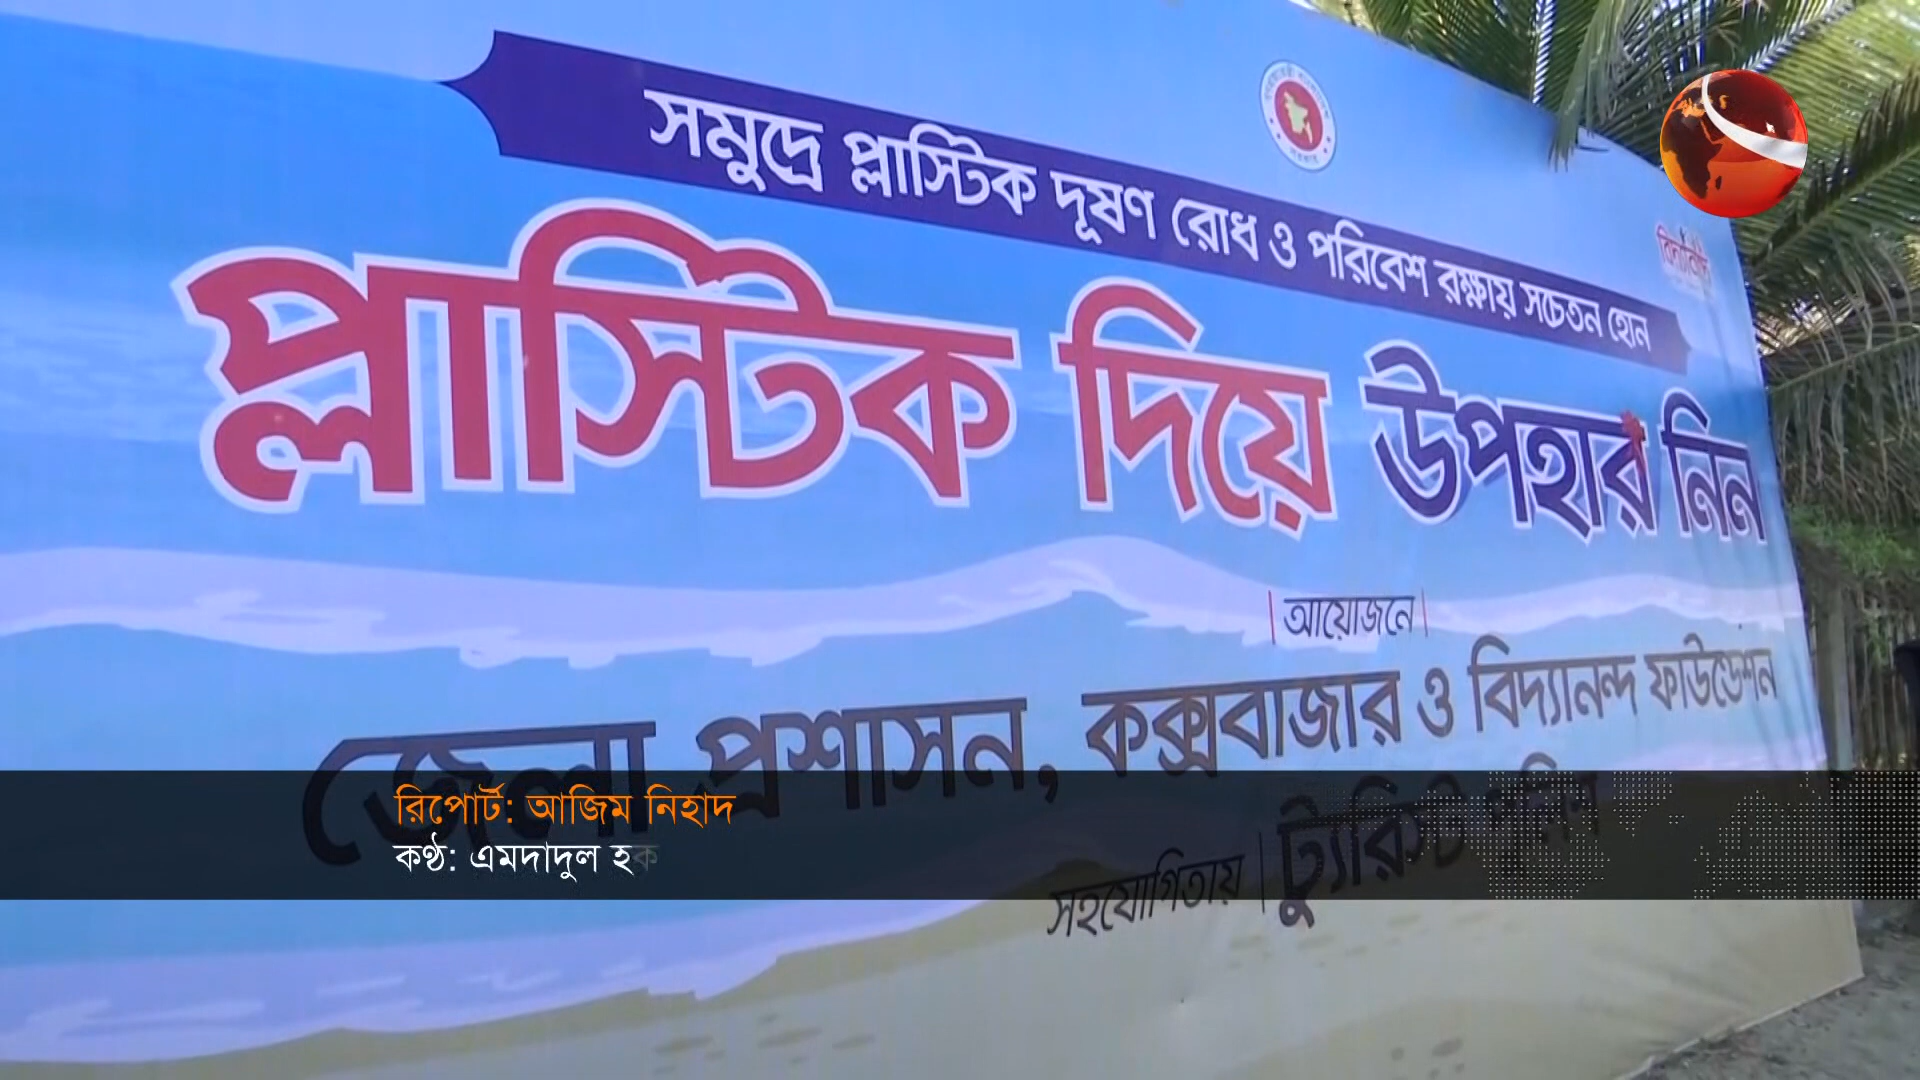 সমুদ্রে প্লাস্টিক দূষণ রোধ ও পরিবেশ রক্ষায় সচেতন হোন
প্লাস্টিক দিয়ে উপহার নিন
আয়োজনে
জেলা প্রশাসন, কক্সবাজার ও বিদ্যানন্দ ফাউন্ডেশন
সহযোগিতায় | ট্যুরিস্ট পুলিশ
রিপোর্ট: আজিম নিহাদ
কণ্ঠ: এমদাদুল হক